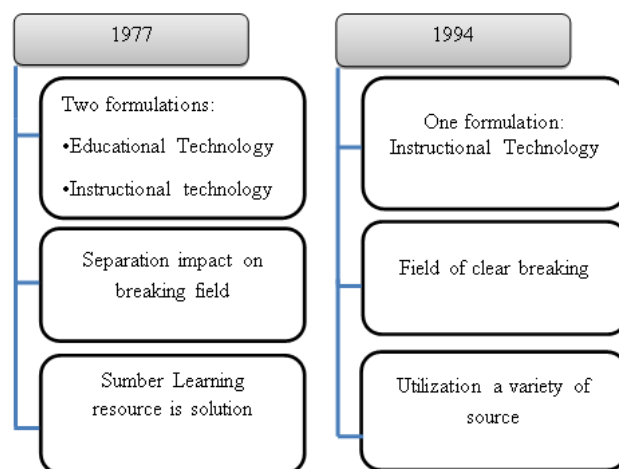 1977
Two formulations:
•Educational Technology
•Instructional technology
Separation impact on
breaking field
Sumber Learning
resource is solution
1994
One formulation:
Instructional Technology
Field of clear breaking
Utilization a variety of
source